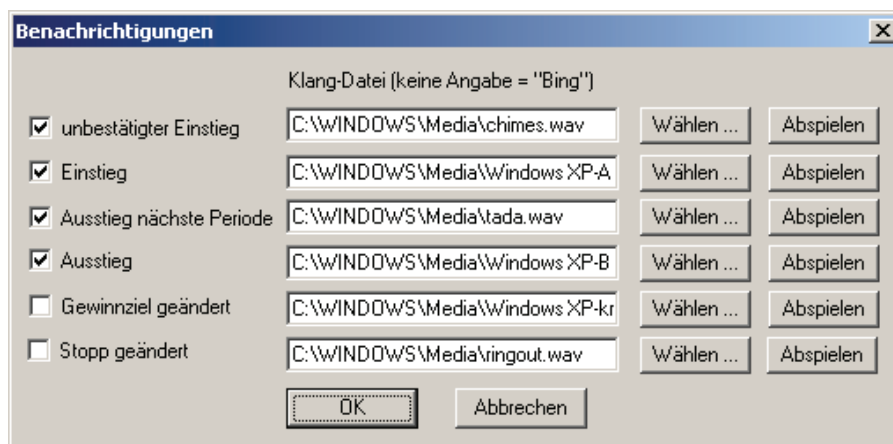 Benachrichtigungen
Klang-Datei (keine Angabe = "Bing")
unbestätigter Einstieg C:\WINDOWS\Media\chimes.wav Wählen ... Abspielen
Einstieg C:\WINDOWS\Media\Windows XP-A Wählen ... Abspielen
Ausstieg nächste Periode C:\WINDOWS\Media\tada.wav Wählen ... Abspielen
Ausstieg C:\WINDOWS\Media\Windows XP-B Wählen ... Abspielen
Gewinnziel geändert C:\WINDOWS\Media\Windows XP-kr Wählen ... Abspielen
Stopp geändert C:\WINDOWS\Media\ringout.wav Wählen ... Abspielen
OK Abbrechen